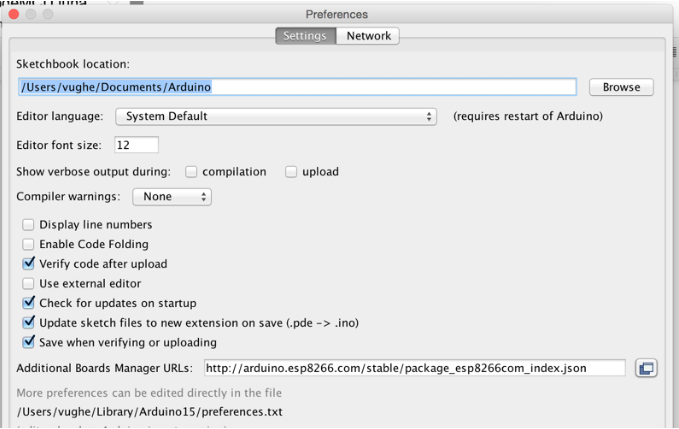 Preferences
Settings Network
Sketchbook location:
/Users/vughe/Documents/Arduino Browse
Editor language: System Default (requires restart of Arduino)
Editor font size: 12
Show verbose output during: compilation upload
Compiler warnings: None
Display line numbers
Enable Code Folding
Verify code after upload
Use external editor
Check for updates on startup
Update sketch files to new extension on save (.pde -> .ino)
Save when verifying or uploading
Additional Boards Manager URLs: http://arduino.esp8266.com/stable/package_esp8266com_index.json
More preferences can be edited directly in the file
/Users/vughe/Library/Arduino15/preferences.txt